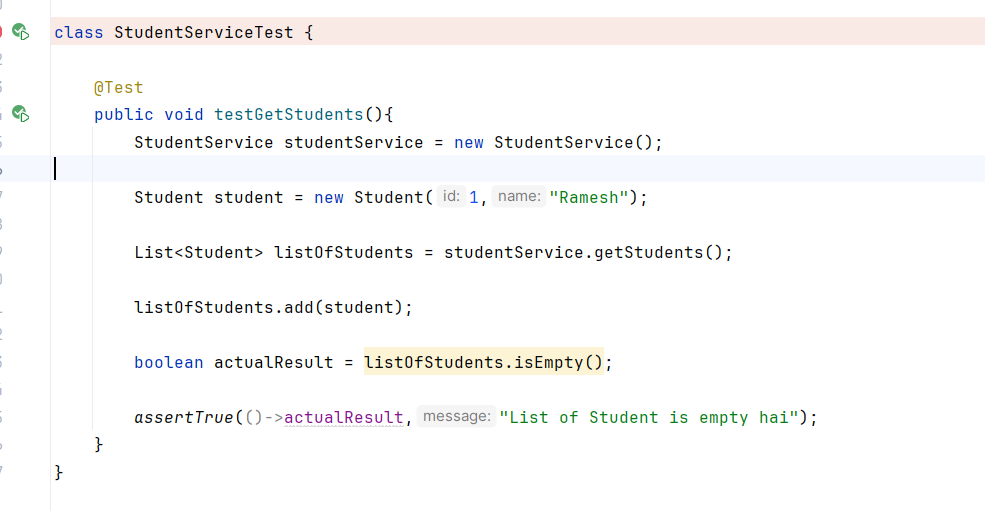 class StudentServiceTest {
@Test
public void testGetStudents(){
StudentService studentService = new StudentService();
Student student = new Student( id: 1, name: "Ramesh");
List<Student> listOfStudents = studentService.getStudents();
listOfStudents.add(student);
boolean actualResult = listOfStudents.isEmpty();
assertTrue(()->actualResult, message: "List of Student is empty hai");
}
}